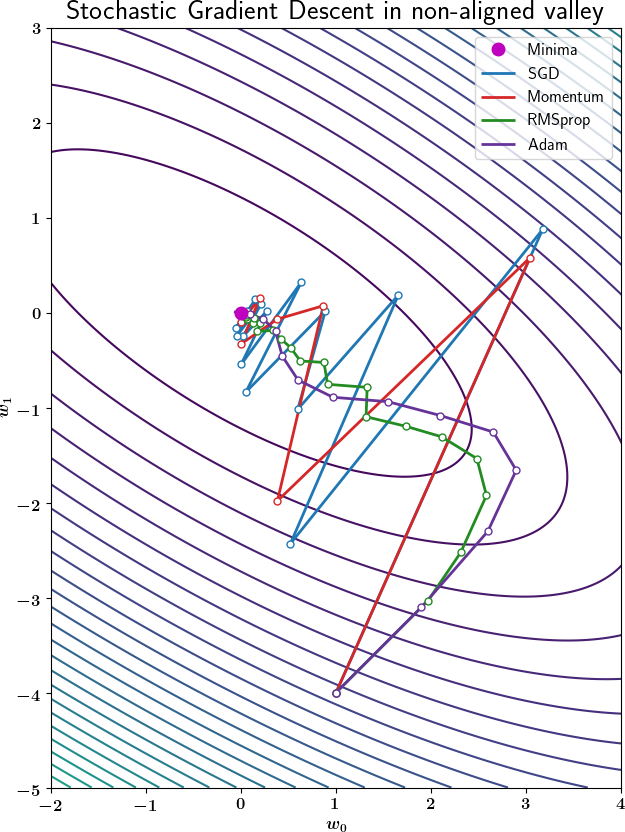 Stochastic Gradient Descent in non-aligned valley
Minima
SGD
Momentum
RMSprop
Adam
3
2
1
0
−1
−2
−3
−4
−5
w1
−2
−1
0
1
2
3
4
w0